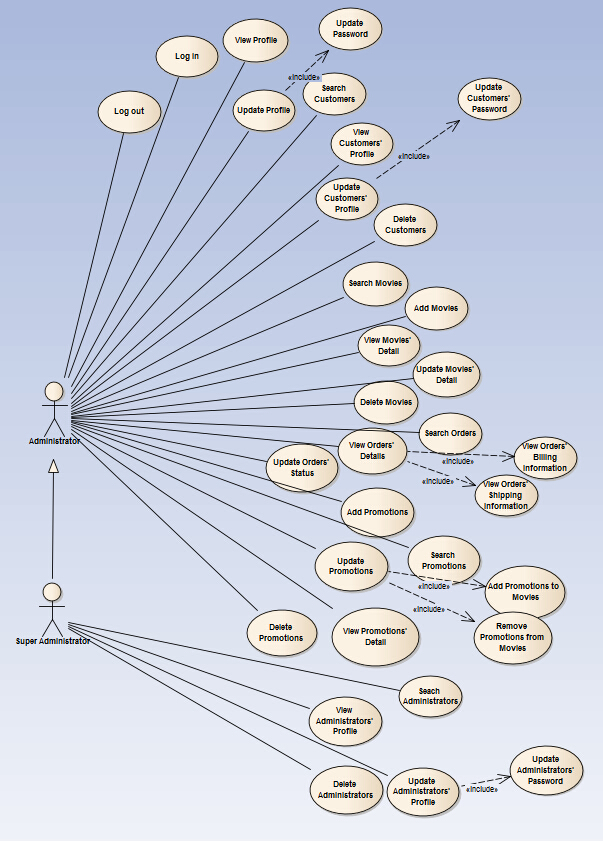 Update
Password
View Profile
Log in
«include»
Search
Customers
Update Profile
Log out
Update
Customers'
Password
View
Customers'
Profile
«include»
Update
Customers'
Profile
Delete
Customers
Search Movies
Add Movies
View Movies'
Detail
Update Movies'
Detail
Delete Movies
Administrator
Search Orders
View Orders'
Details
View Orders'
Billing
Information
«include»
Update Orders'
Status
«include»
View Orders'
Shipping
Information
Add Promotions
Search
Promotions
Update
Promotions
«include»
Add Promotions to
Movies
«include»
Remove
Promotions from
Movies
Delete
Promotions
View Promotions'
Detail
Super Administrator
Seach
Administrators
View
Administrators'
Profile
Update
Administrators'
Password
Delete
Administrators
Update
Administrators'
Profile
«include»